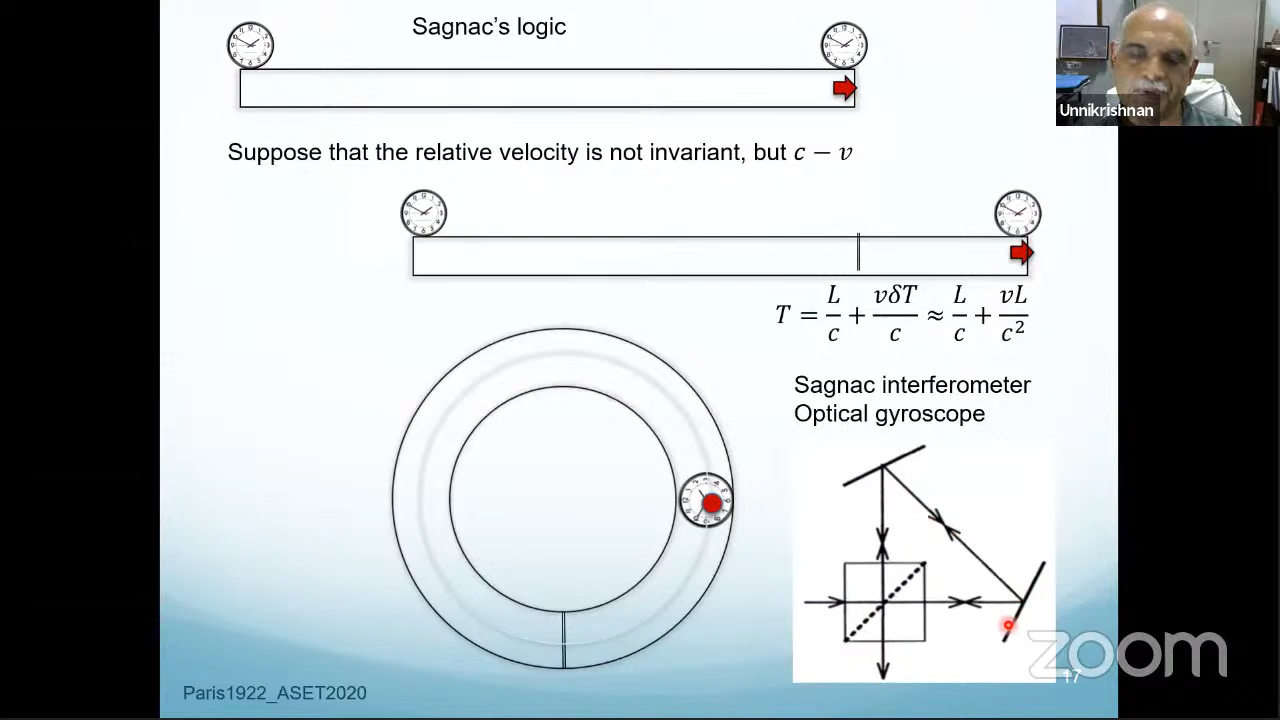 Sagnac's logic
Unnikrishnan
Suppose that the relative velocity is not invariant, but c − v
T = L/c + vδT/c ≈ L/c + vL/c²
Sagnac interferometer
Optical gyroscope
zoom
17
Paris1922_ASET2020